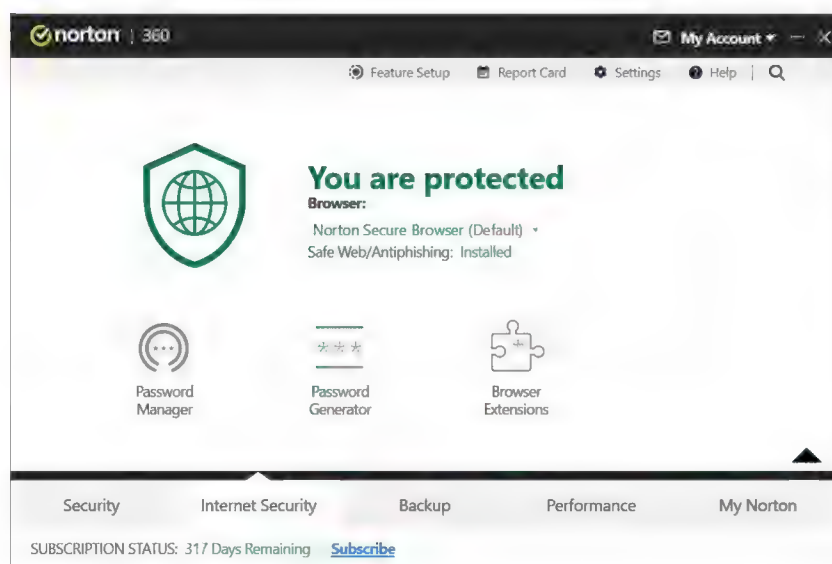 norton | 360
My Account
Feature Setup
Report Card
Settings
Help
You are protected
Browser:
Norton Secure Browser (Default)
Safe Web/Antiphishing: Installed
***
Password
Manager
***
Password
Generator
*
Browser
Extensions
Security
Internet Security
Backup
Performance
My Norton
SUBSCRIPTION STATUS: 317 Days Remaining Subscribe